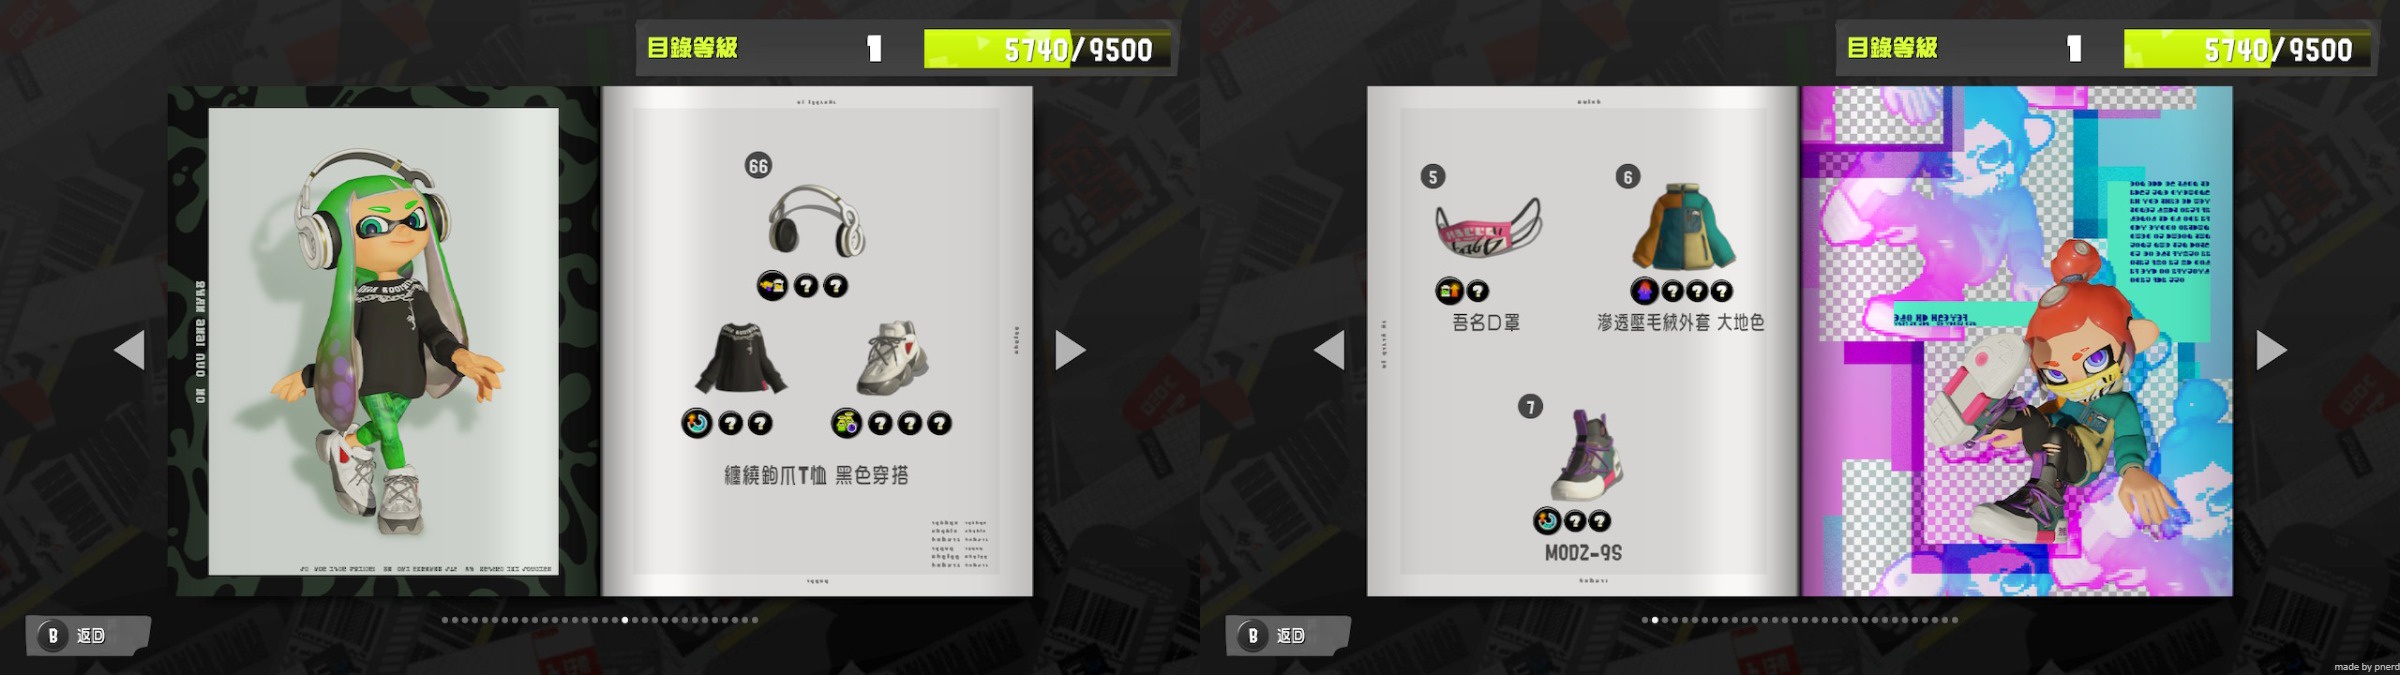 目錄等級 1 5740/9500
66
纏繞鉤爪T恤 黑色穿搭
B 返回
目錄等級 1 5740/9500
5
6
吾名口罩
滲透壓毛絨外套 大地色
7
MODZ-9S
B 返回
made by pnerd